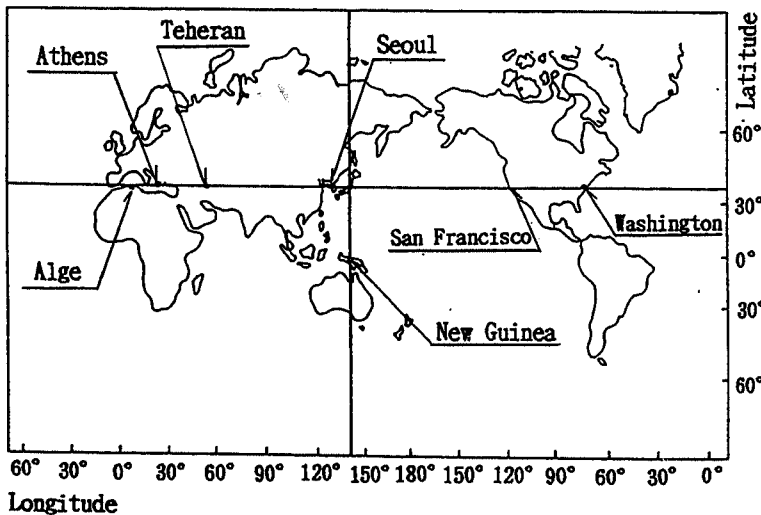 Teheran
Athens
Seoul
Latitude
60°
30°
Washington
San Francisco
0°
Alge
30°
New Guinea
60°
60° 30° 0° 30° 60° 90° 120° 150° 180° 150° 120° 90° 60° 30° 0°
Longitude